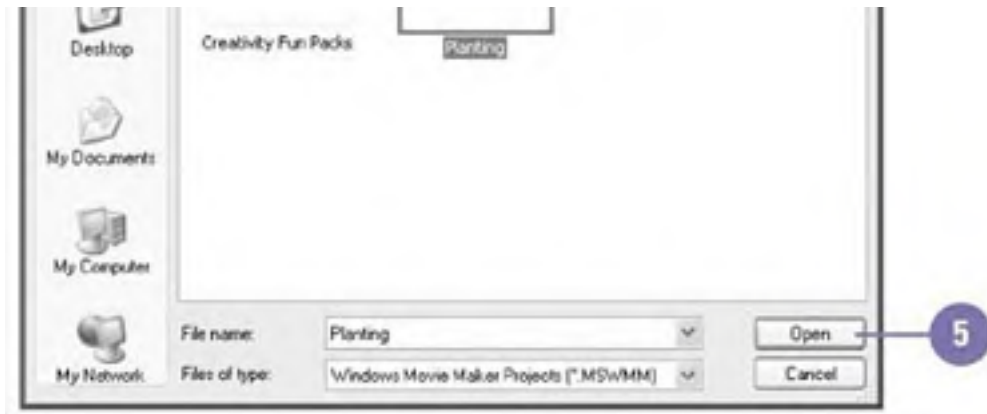 Desktop
Creativity Fun Packs
Planting
My Documents
My Computer
My Network
File name:
Planting
Open
5
Files of type:
Windows Movie Maker Projects (*.MSWMM)
Cancel